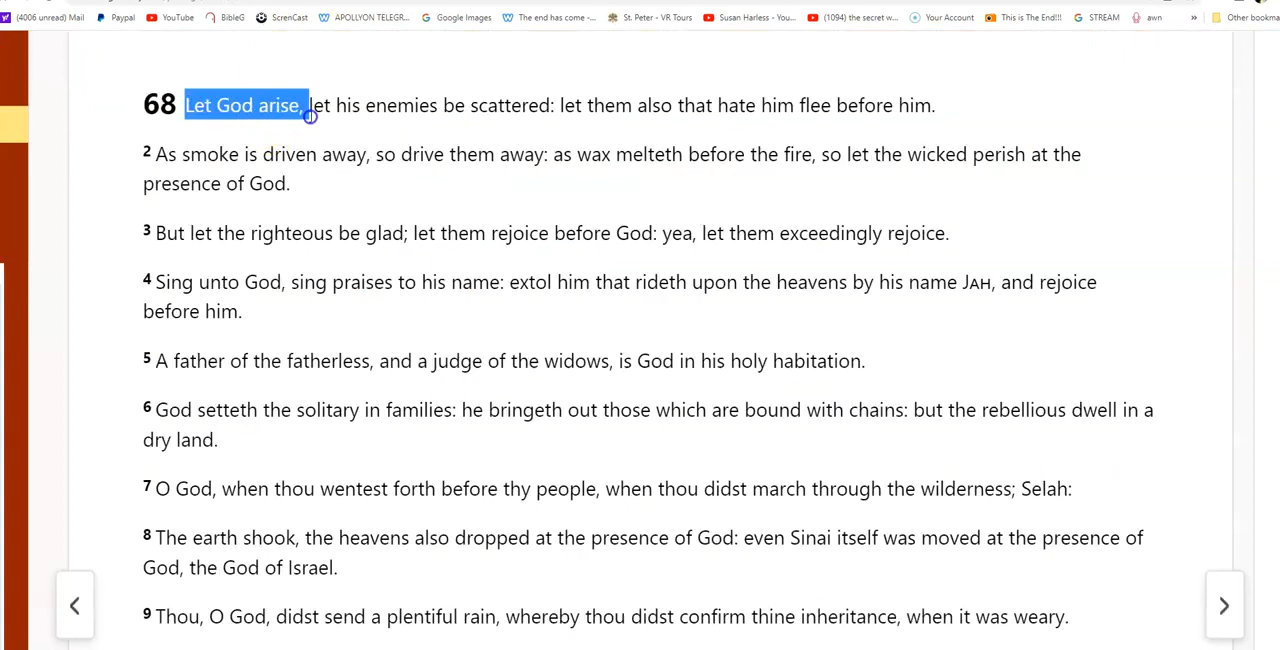 (4006 unread) Mail Paypal YouTube BibleG ScrenCast APOLLYON TELEGR... Google Images The end has come -... St. Peter - VR Tours Susan Harless - You... (1094) the secret w... Your Account This is The End!!! STREAM awn » Other bookma
68 Let God arise, let his enemies be scattered: let them also that hate him flee before him.
2 As smoke is driven away, so drive them away: as wax melteth before the fire, so let the wicked perish at the
presence of God.
3 But let the righteous be glad; let them rejoice before God: yea, let them exceedingly rejoice.
4 Sing unto God, sing praises to his name: extol him that rideth upon the heavens by his name JAH, and rejoice
before him.
5 A father of the fatherless, and a judge of the widows, is God in his holy habitation.
6 God setteth the solitary in families: he bringeth out those which are bound with chains: but the rebellious dwell in a
dry land.
7 O God, when thou wentest forth before thy people, when thou didst march through the wilderness; Selah:
8 The earth shook, the heavens also dropped at the presence of God: even Sinai itself was moved at the presence of
God, the God of Israel.
9 Thou, O God, didst send a plentiful rain, whereby thou didst confirm thine inheritance, when it was weary.